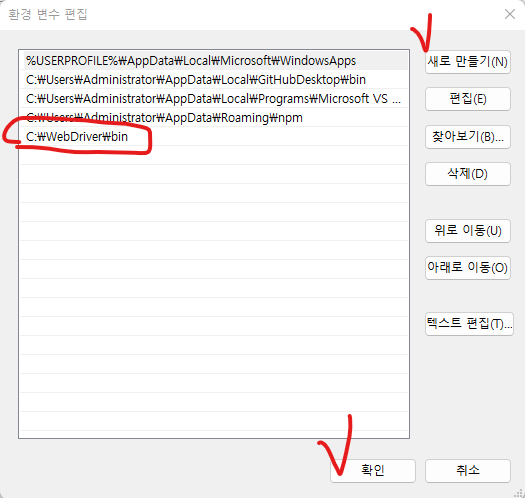 환경 변수 편집
%USERPROFILE%₩AppData₩Local₩Microsoft₩WindowsApps
C:₩Users₩Administrator₩AppData₩Local₩GitHubDesktop₩bin
C:₩Users₩Administrator₩AppData₩Local₩Programs₩Microsoft VS ...
C:₩Users₩Administrator₩AppData₩Roaming₩npm
C:₩WebDriver₩bin
새로 만들기(N)
편집(E)
찾아보기(B)...
삭제(D)
위로 이동(U)
아래로 이동(O)
텍스트 편집(T)...
확인
취소